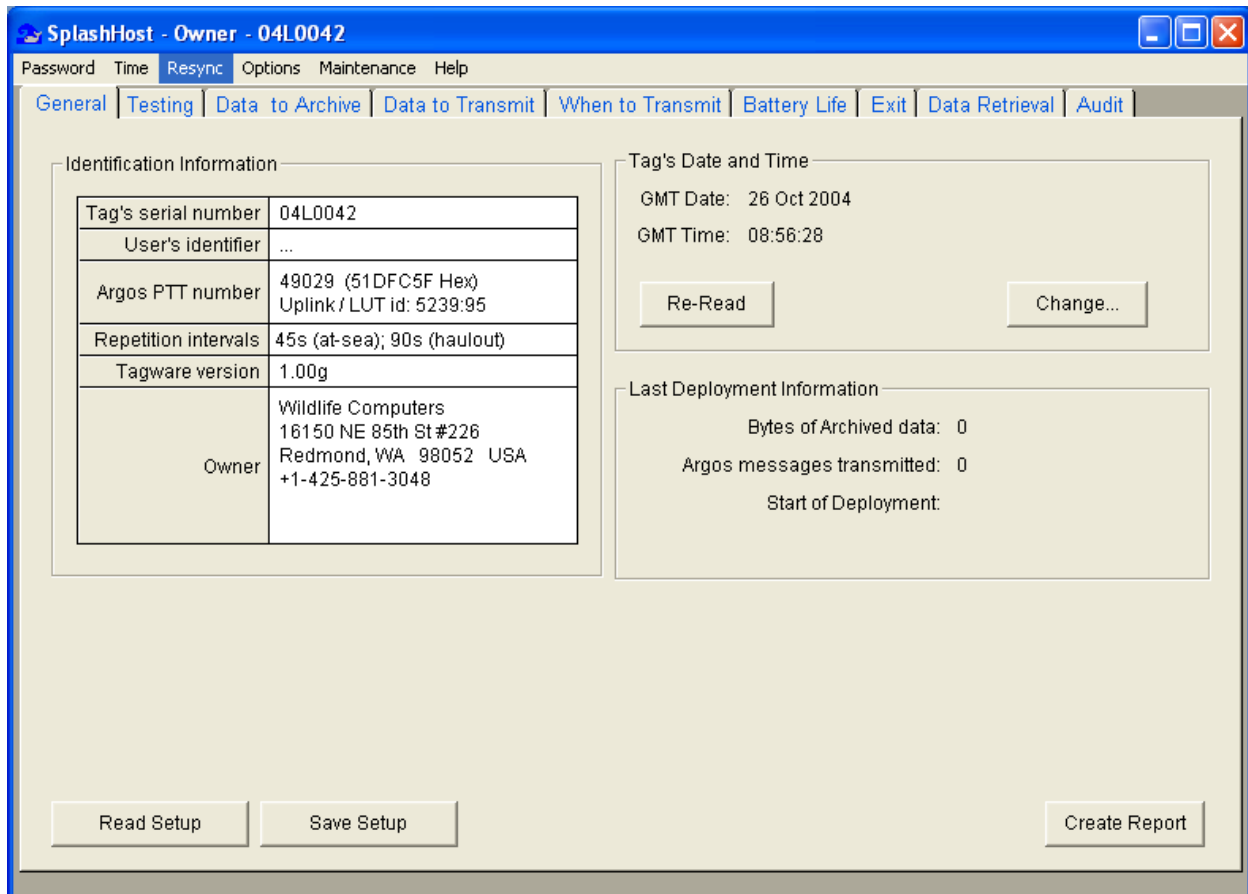 SplashHost - Owner - 04L0042
Password Time Resync Options Maintenance Help
General Testing Data to Archive Data to Transmit When to Transmit Battery Life Exit Data Retrieval Audit
Identification Information
Tag's serial number 04L0042
User's identifier ...
Argos PTT number 49029 (51DFC5F Hex)
Uplink / LUT id: 5239:95
Repetition intervals 45s (at-sea); 90s (haulout)
Tagware version 1.00g
Owner Wildlife Computers
16150 NE 85th St #226
Redmond, WA 98052 USA
+1-425-881-3048
Tag's Date and Time
GMT Date: 26 Oct 2004
GMT Time: 08:56:28
Re-Read Change...
Last Deployment Information
Bytes of Archived data: 0
Argos messages transmitted: 0
Start of Deployment:
Read Setup Save Setup Create Report